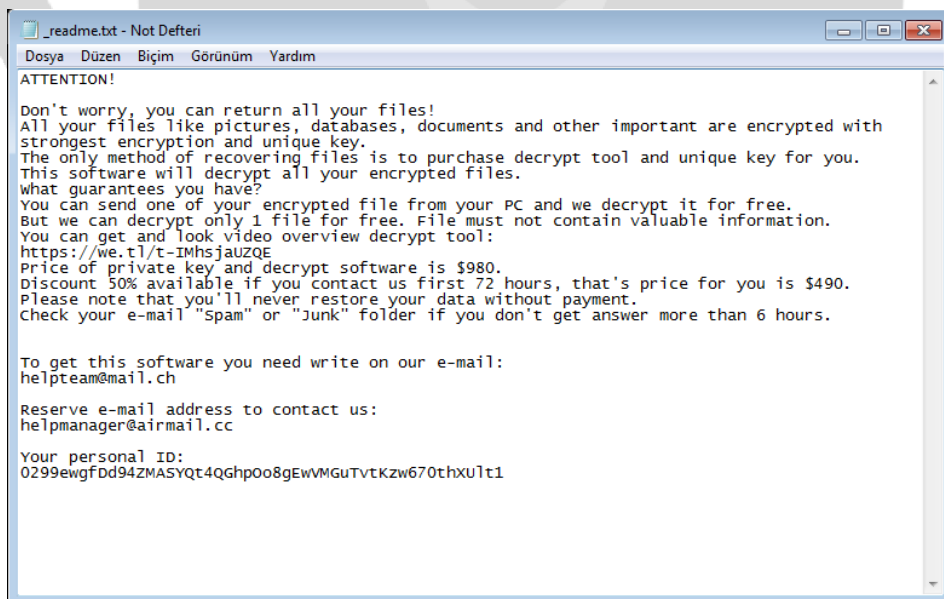 _readme.txt - Not Defteri
Dosya Düzen Biçim Görünüm Yardım
ATTENTION!
Don't worry, you can return all your files!
All your files like pictures, databases, documents and other important are encrypted with
strongest encryption and unique key.
The only method of recovering files is to purchase decrypt tool and unique key for you.
This software will decrypt all your encrypted files.
What guarantees you have?
You can send one of your encrypted file from your PC and we decrypt it for free.
But we can decrypt only 1 file for free. File must not contain valuable information.
You can get and look video overview decrypt tool:
https://we.tl/t-IMhsjaUZQE
Price of private key and decrypt software is $980.
Discount 50% available if you contact us first 72 hours, that's price for you is $490.
Please note that you'll never restore your data without payment.
Check your e-mail "Spam" or "Junk" folder if you don't get answer more than 6 hours.
To get this software you need write on our e-mail:
helpteam@mail.ch
Reserve e-mail address to contact us:
helpmanager@airmail.cc
Your personal ID:
0299ewgfDd94ZMASYQt4QGhpOo8gEwVMGuTvtKzw670thXUlt1